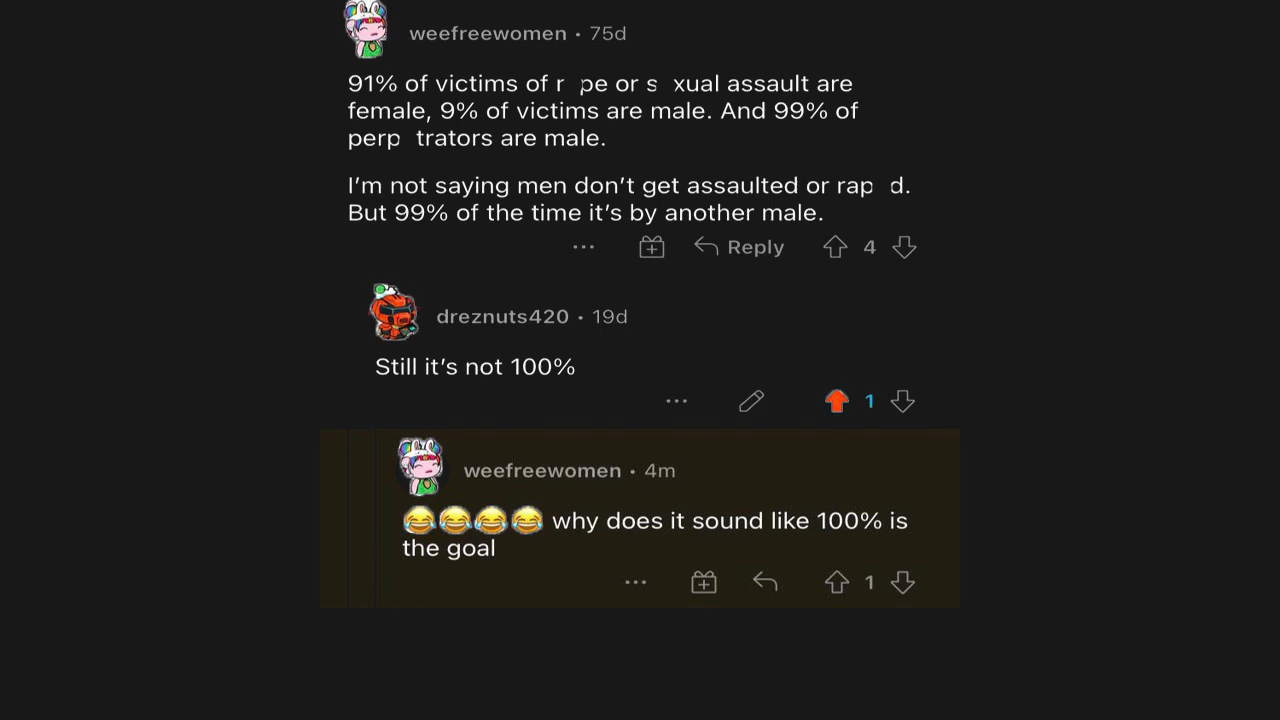 weefreewomen • 75d
91% of victims of r pe or s xual assault are
female, 9% of victims are male. And 99% of
perp trators are male.
I'm not saying men don't get assaulted or rap d.
But 99% of the time it's by another male.
... Reply 4
dreznuts420 • 19d
Still it's not 100%
... 1
weefreewomen • 4m
😂😂😂😂 why does it sound like 100% is
the goal
... 1